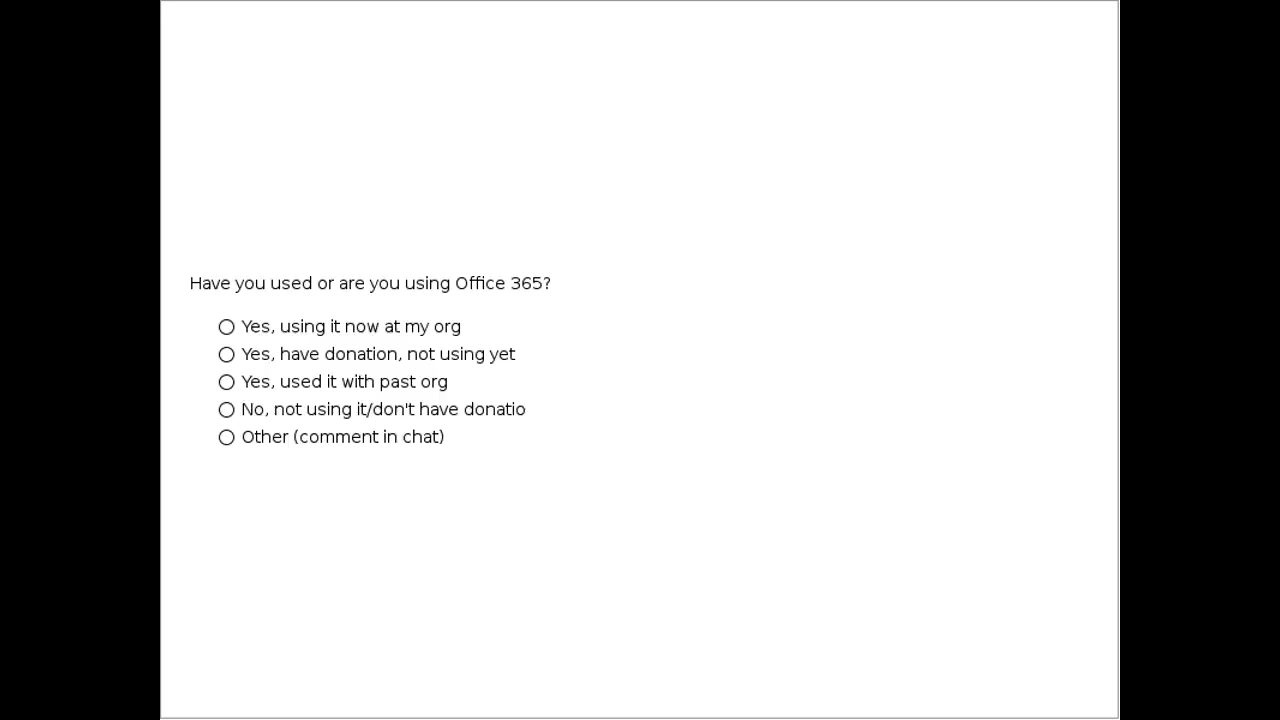 Have you used or are you using Office 365?
Yes, using it now at my org
Yes, have donation, not using yet
Yes, used it with past org
No, not using it/don't have donatio
Other (comment in chat)